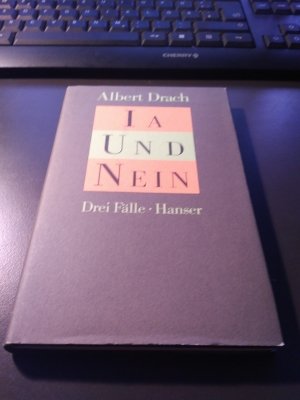 CHERRY
Albert Drach
IA
UND
NEIN
Drei Fälle · Hanser